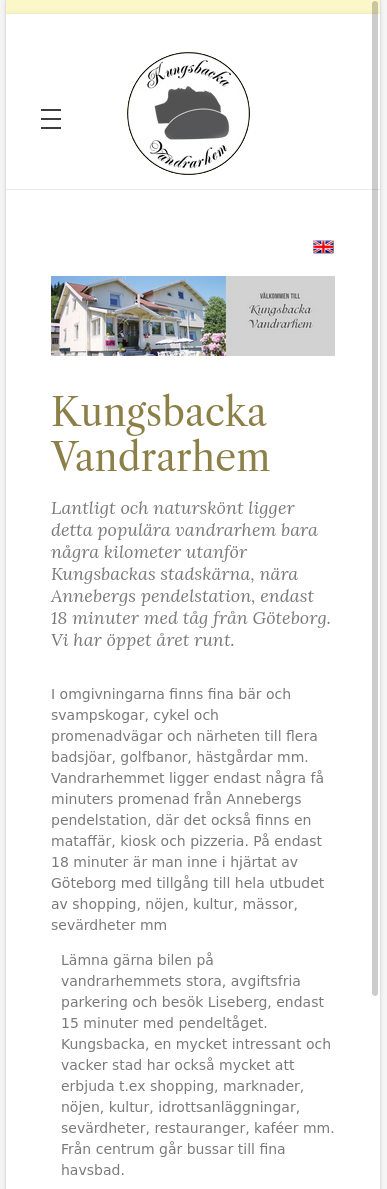 Kungsbacka
Vandrarhem
VÄLKOMMEN TILL
Kungsbacka
Vandrarhem
Kungsbacka
Vandrarhem
Lantligt och naturskönt ligger
detta populära vandrarhem bara
några kilometer utanför
Kungsbackas stadskärna, nära
Annebergs pendelstation, endast
18 minuter med tåg från Göteborg.
Vi har öppet året runt.
I omgivningarna finns fina bär och
svampskogar, cykel och
promenadvägar och närheten till flera
badsjöar, golfbanor, hästgårdar mm.
Vandrarhemmet ligger endast några få
minuters promenad från Annebergs
pendelstation, där det också finns en
mataffär, kiosk och pizzeria. På endast
18 minuter är man inne i hjärtat av
Göteborg med tillgång till hela utbudet
av shopping, nöjen, kultur, mässor,
sevärdheter mm
Lämna gärna bilen på
vandrarhemmets stora, avgiftsfria
parkering och besök Liseberg, endast
15 minuter med pendeltåget.
Kungsbacka, en mycket intressant och
vacker stad har också mycket att
erbjuda t.ex shopping, marknader,
nöjen, kultur, idrottsanläggningar,
sevärdheter, restauranger, kaféer mm.
Från centrum går bussar till fina
havsbad.